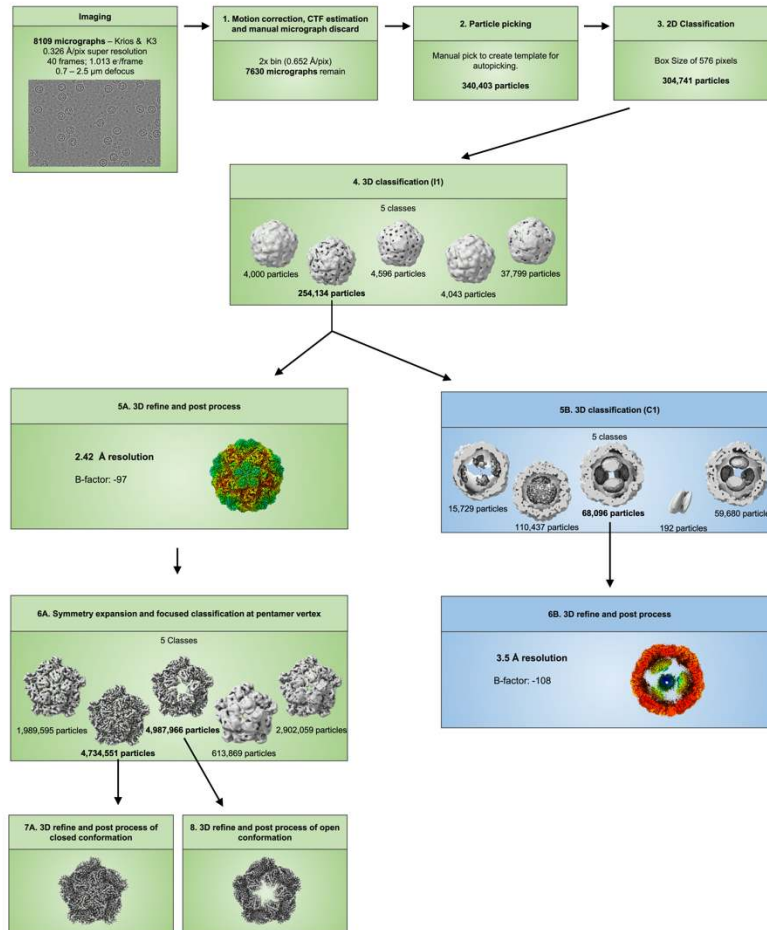 Imaging
8109 micrographs – Krios & K3
0.326 Å/pix super resolution
40 frames; 1.013 e⁻/frame
0.7 – 2.5 µm defocus
1. Motion correction, CTF estimation
and manual micrograph discard
2x bin (0.652 Å/pix)
7630 micrographs remain
2. Particle picking
Manual pick to create template for
autopicking.
340,403 particles
3. 2D Classification
Box Size of 576 pixels
304,741 particles
4. 3D classification (I1)
5 classes
4,000 particles
254,134 particles
4,596 particles
4,043 particles
37,799 particles
5A. 3D refine and post process
2.42 Å resolution
B-factor: -97
5B. 3D classification (C1)
5 classes
15,729 particles
110,437 particles
68,096 particles
192 particles
59,680 particles
6A. Symmetry expansion and focused classification at pentamer vertex
5 Classes
1,989,595 particles
4,734,551 particles
4,987,966 particles
613,869 particles
2,902,059 particles
6B. 3D refine and post process
3.5 Å resolution
B-factor: -108
7A. 3D refine and post process of
closed conformation
8. 3D refine and post process of open
conformation